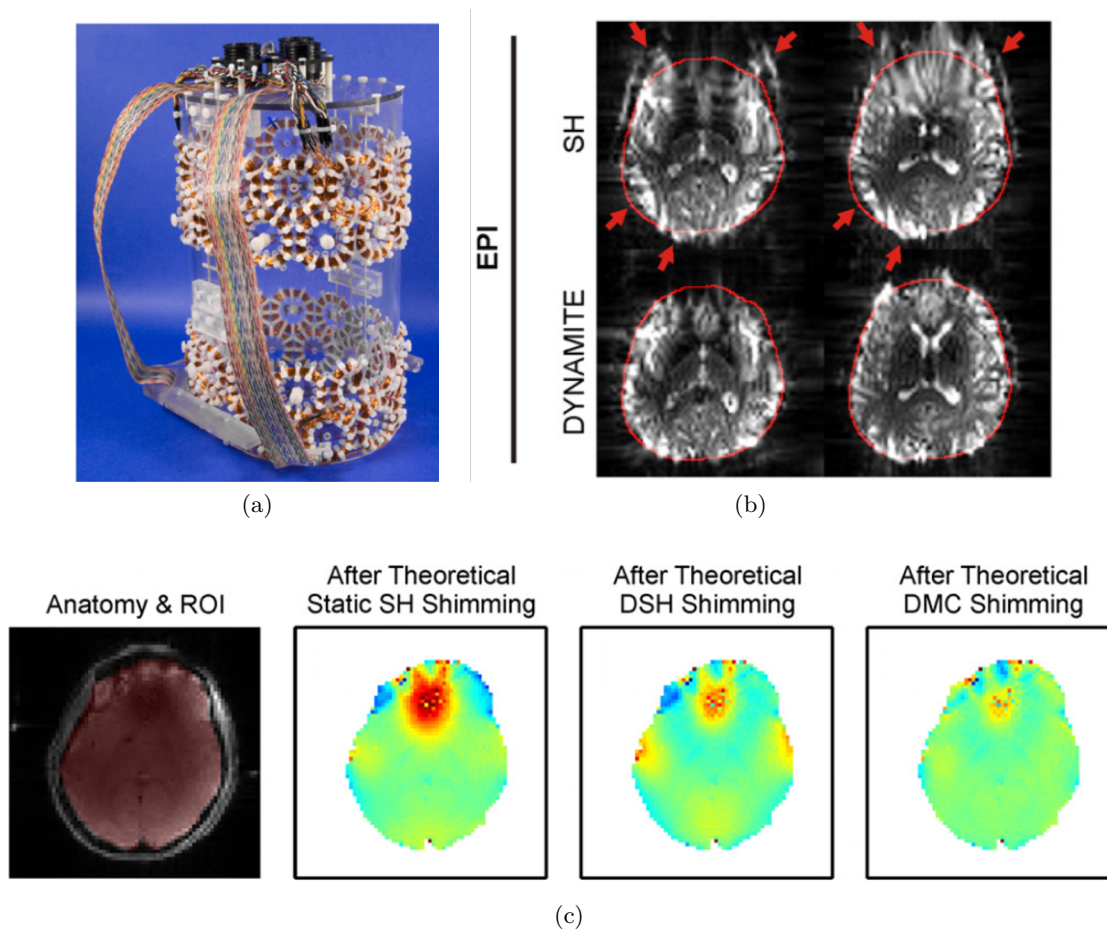 EPI
SH
DYNAMITE
(a)
(b)
Anatomy & ROI
After Theoretical
Static SH Shimming
After Theoretical
DSH Shimming
After Theoretical
DMC Shimming
(c)